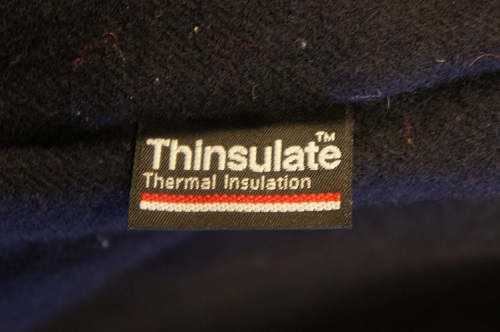 Thinsulate™
Thermal Insulation